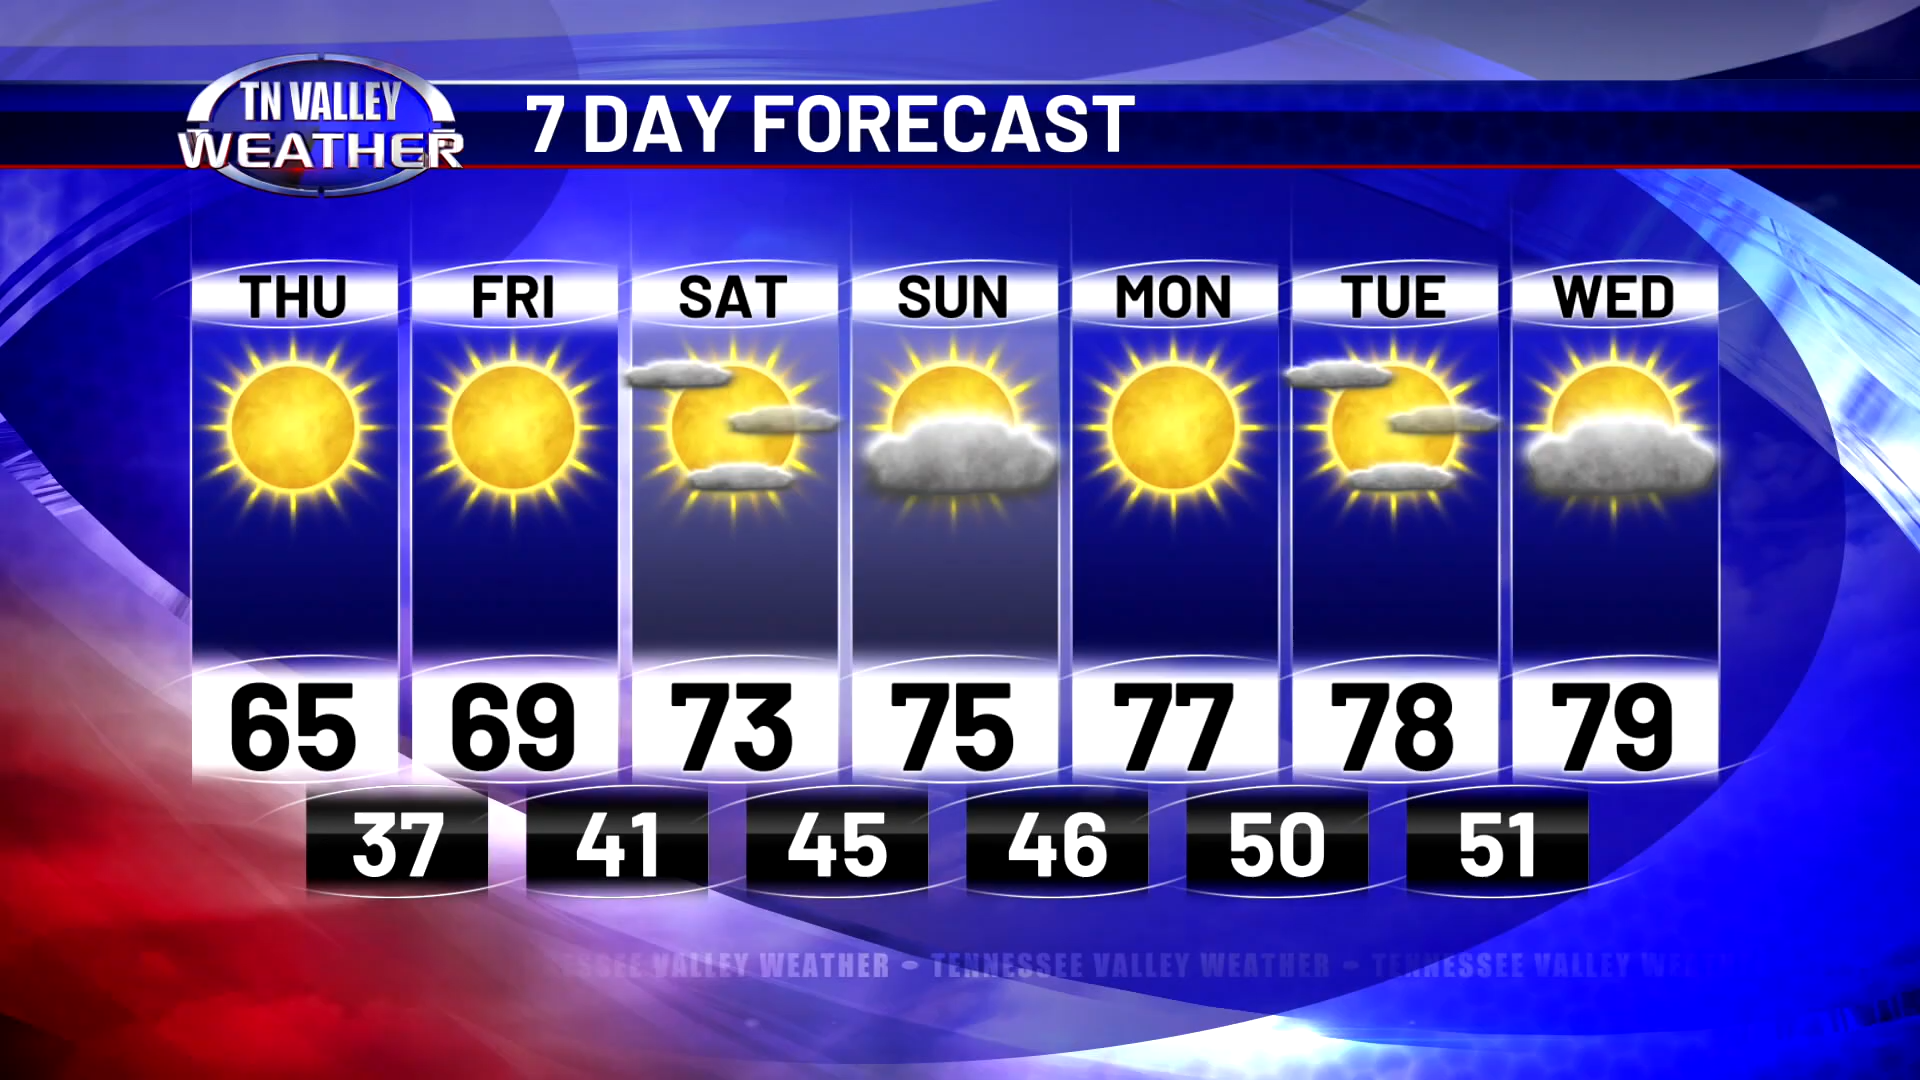 TN VALLEY
WEATHER
7 DAY FORECAST
THU FRI SAT SUN MON TUE WED
65 69 73 75 77 78 79
37 41 45 46 50 51
VALLEY WEATHER - TENNESSEE VALLEY WEATHER - TENNESSEE VALLEY